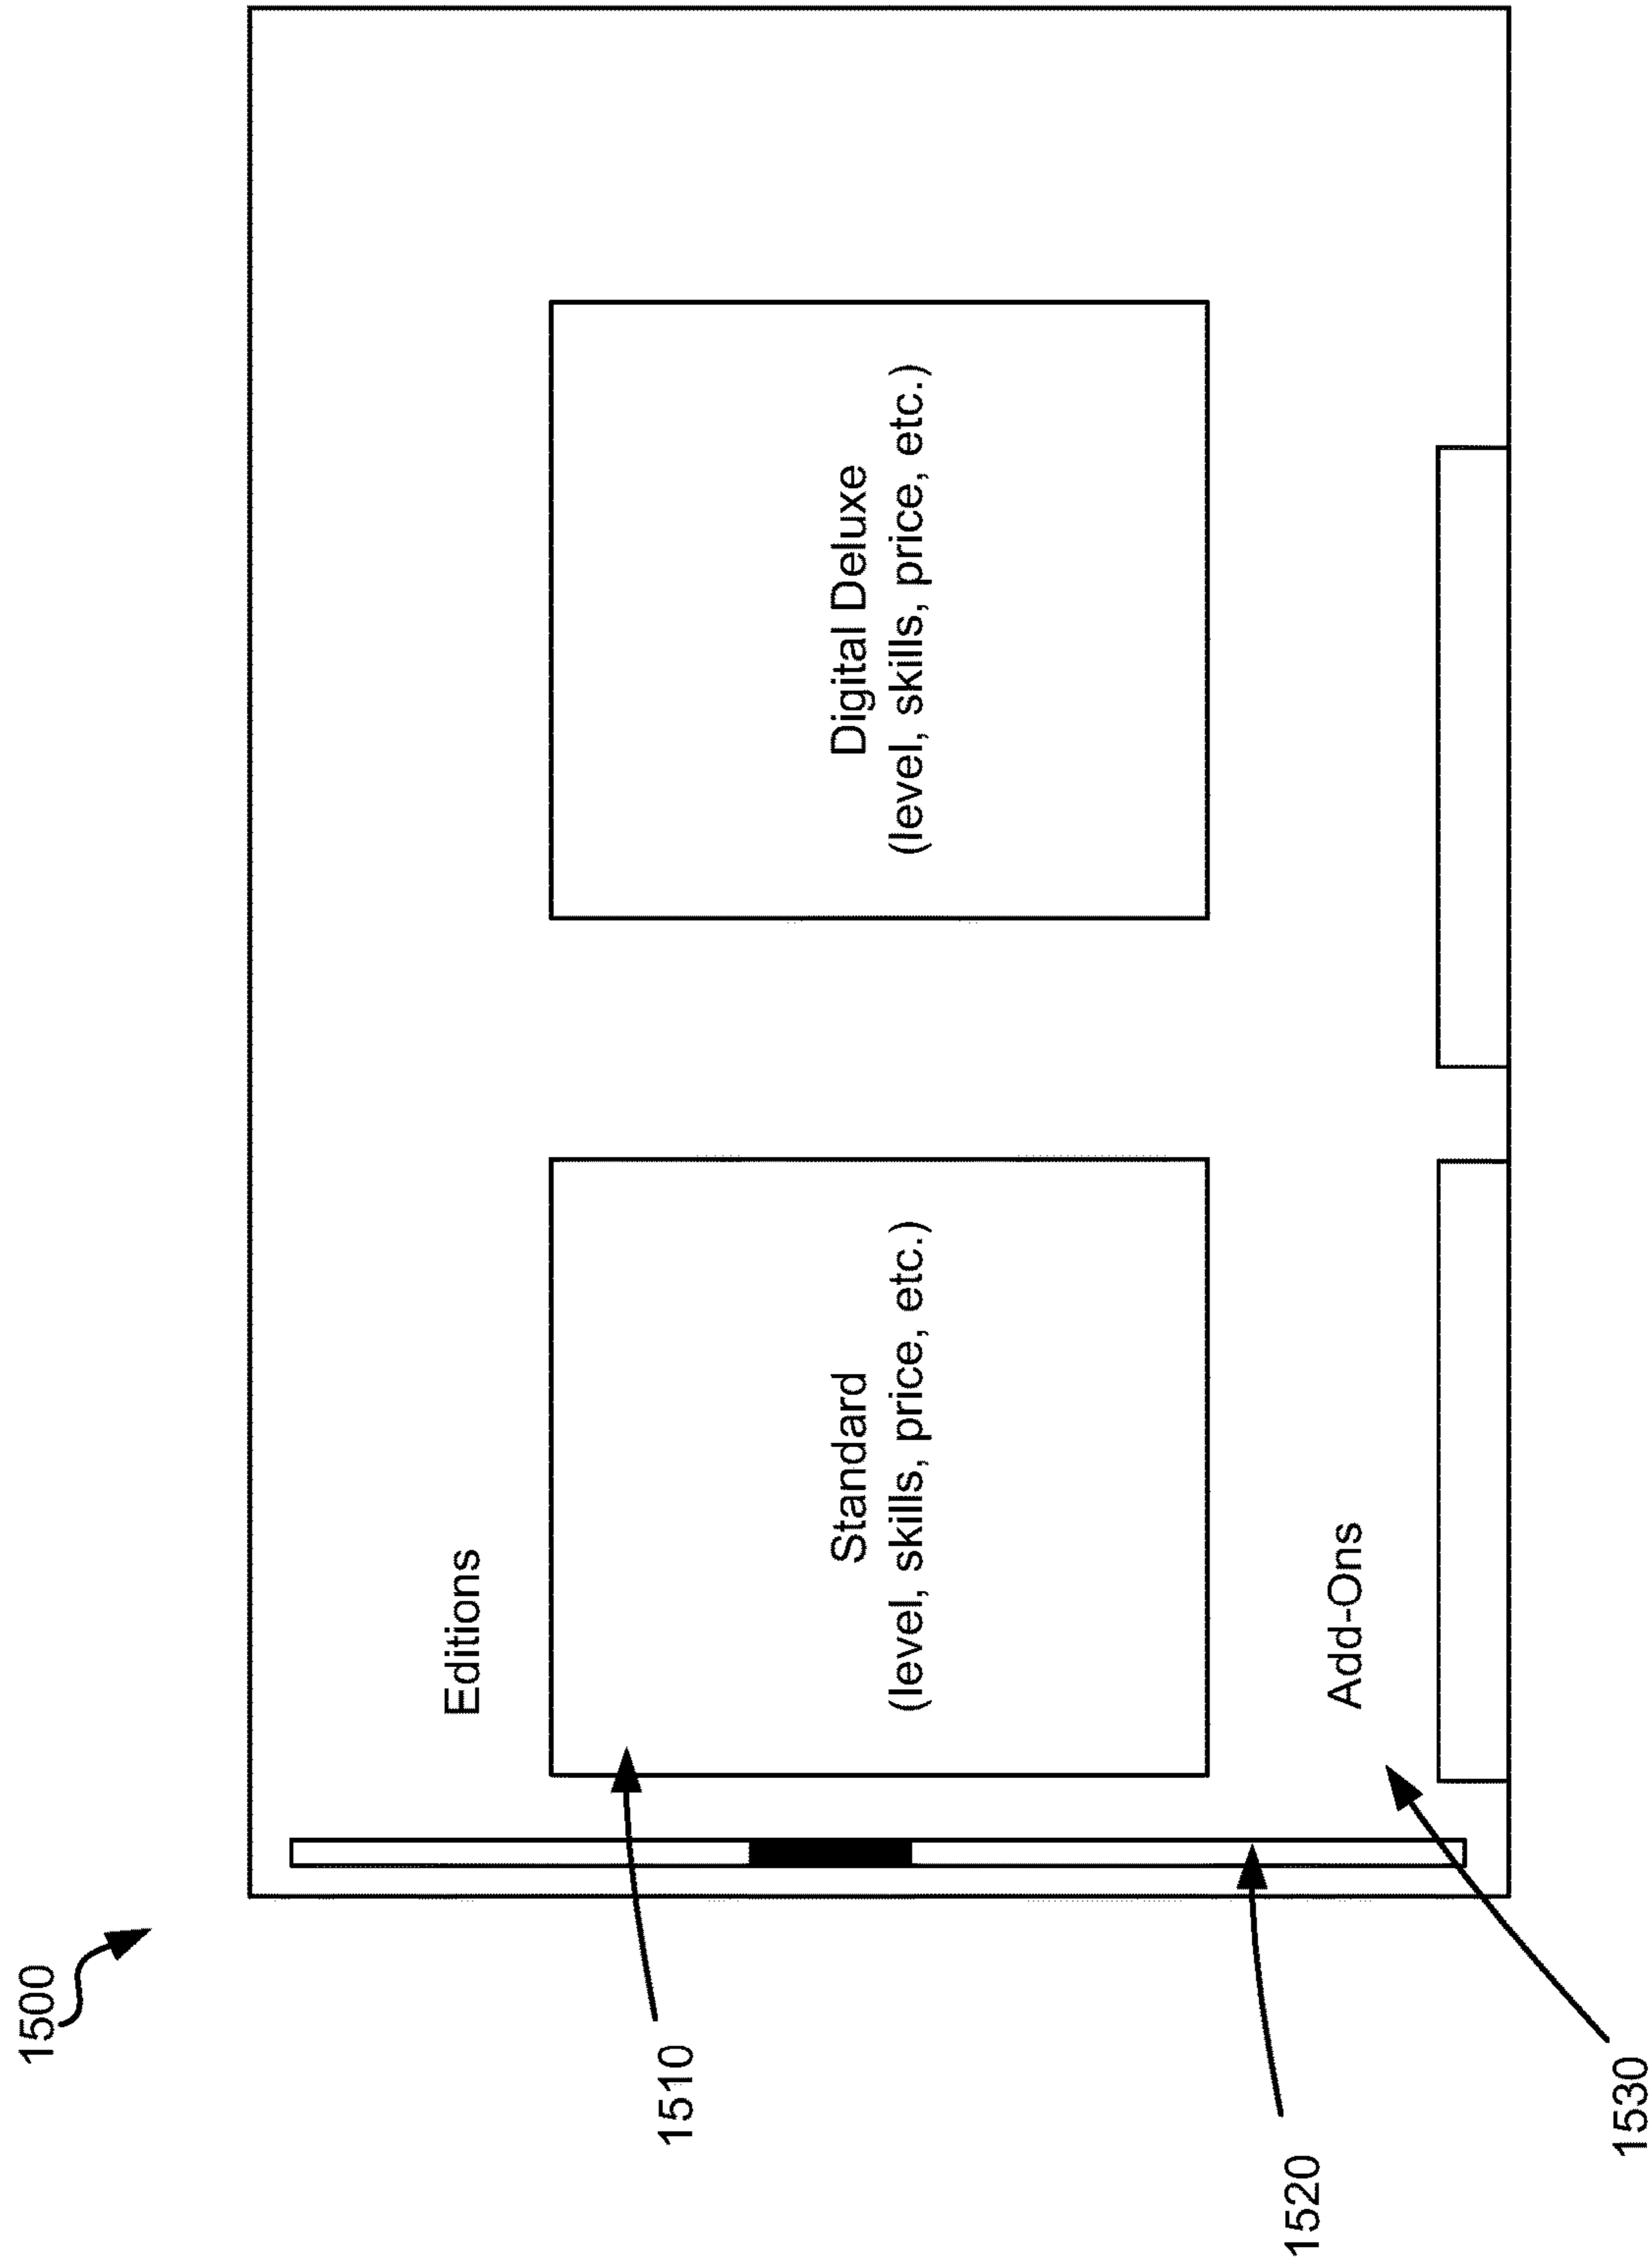 1500
Editions
1510
Standard
(level, skills, price, etc.)
Digital Deluxe
(level, skills, price, etc.)
1520
Add-Ons
1530